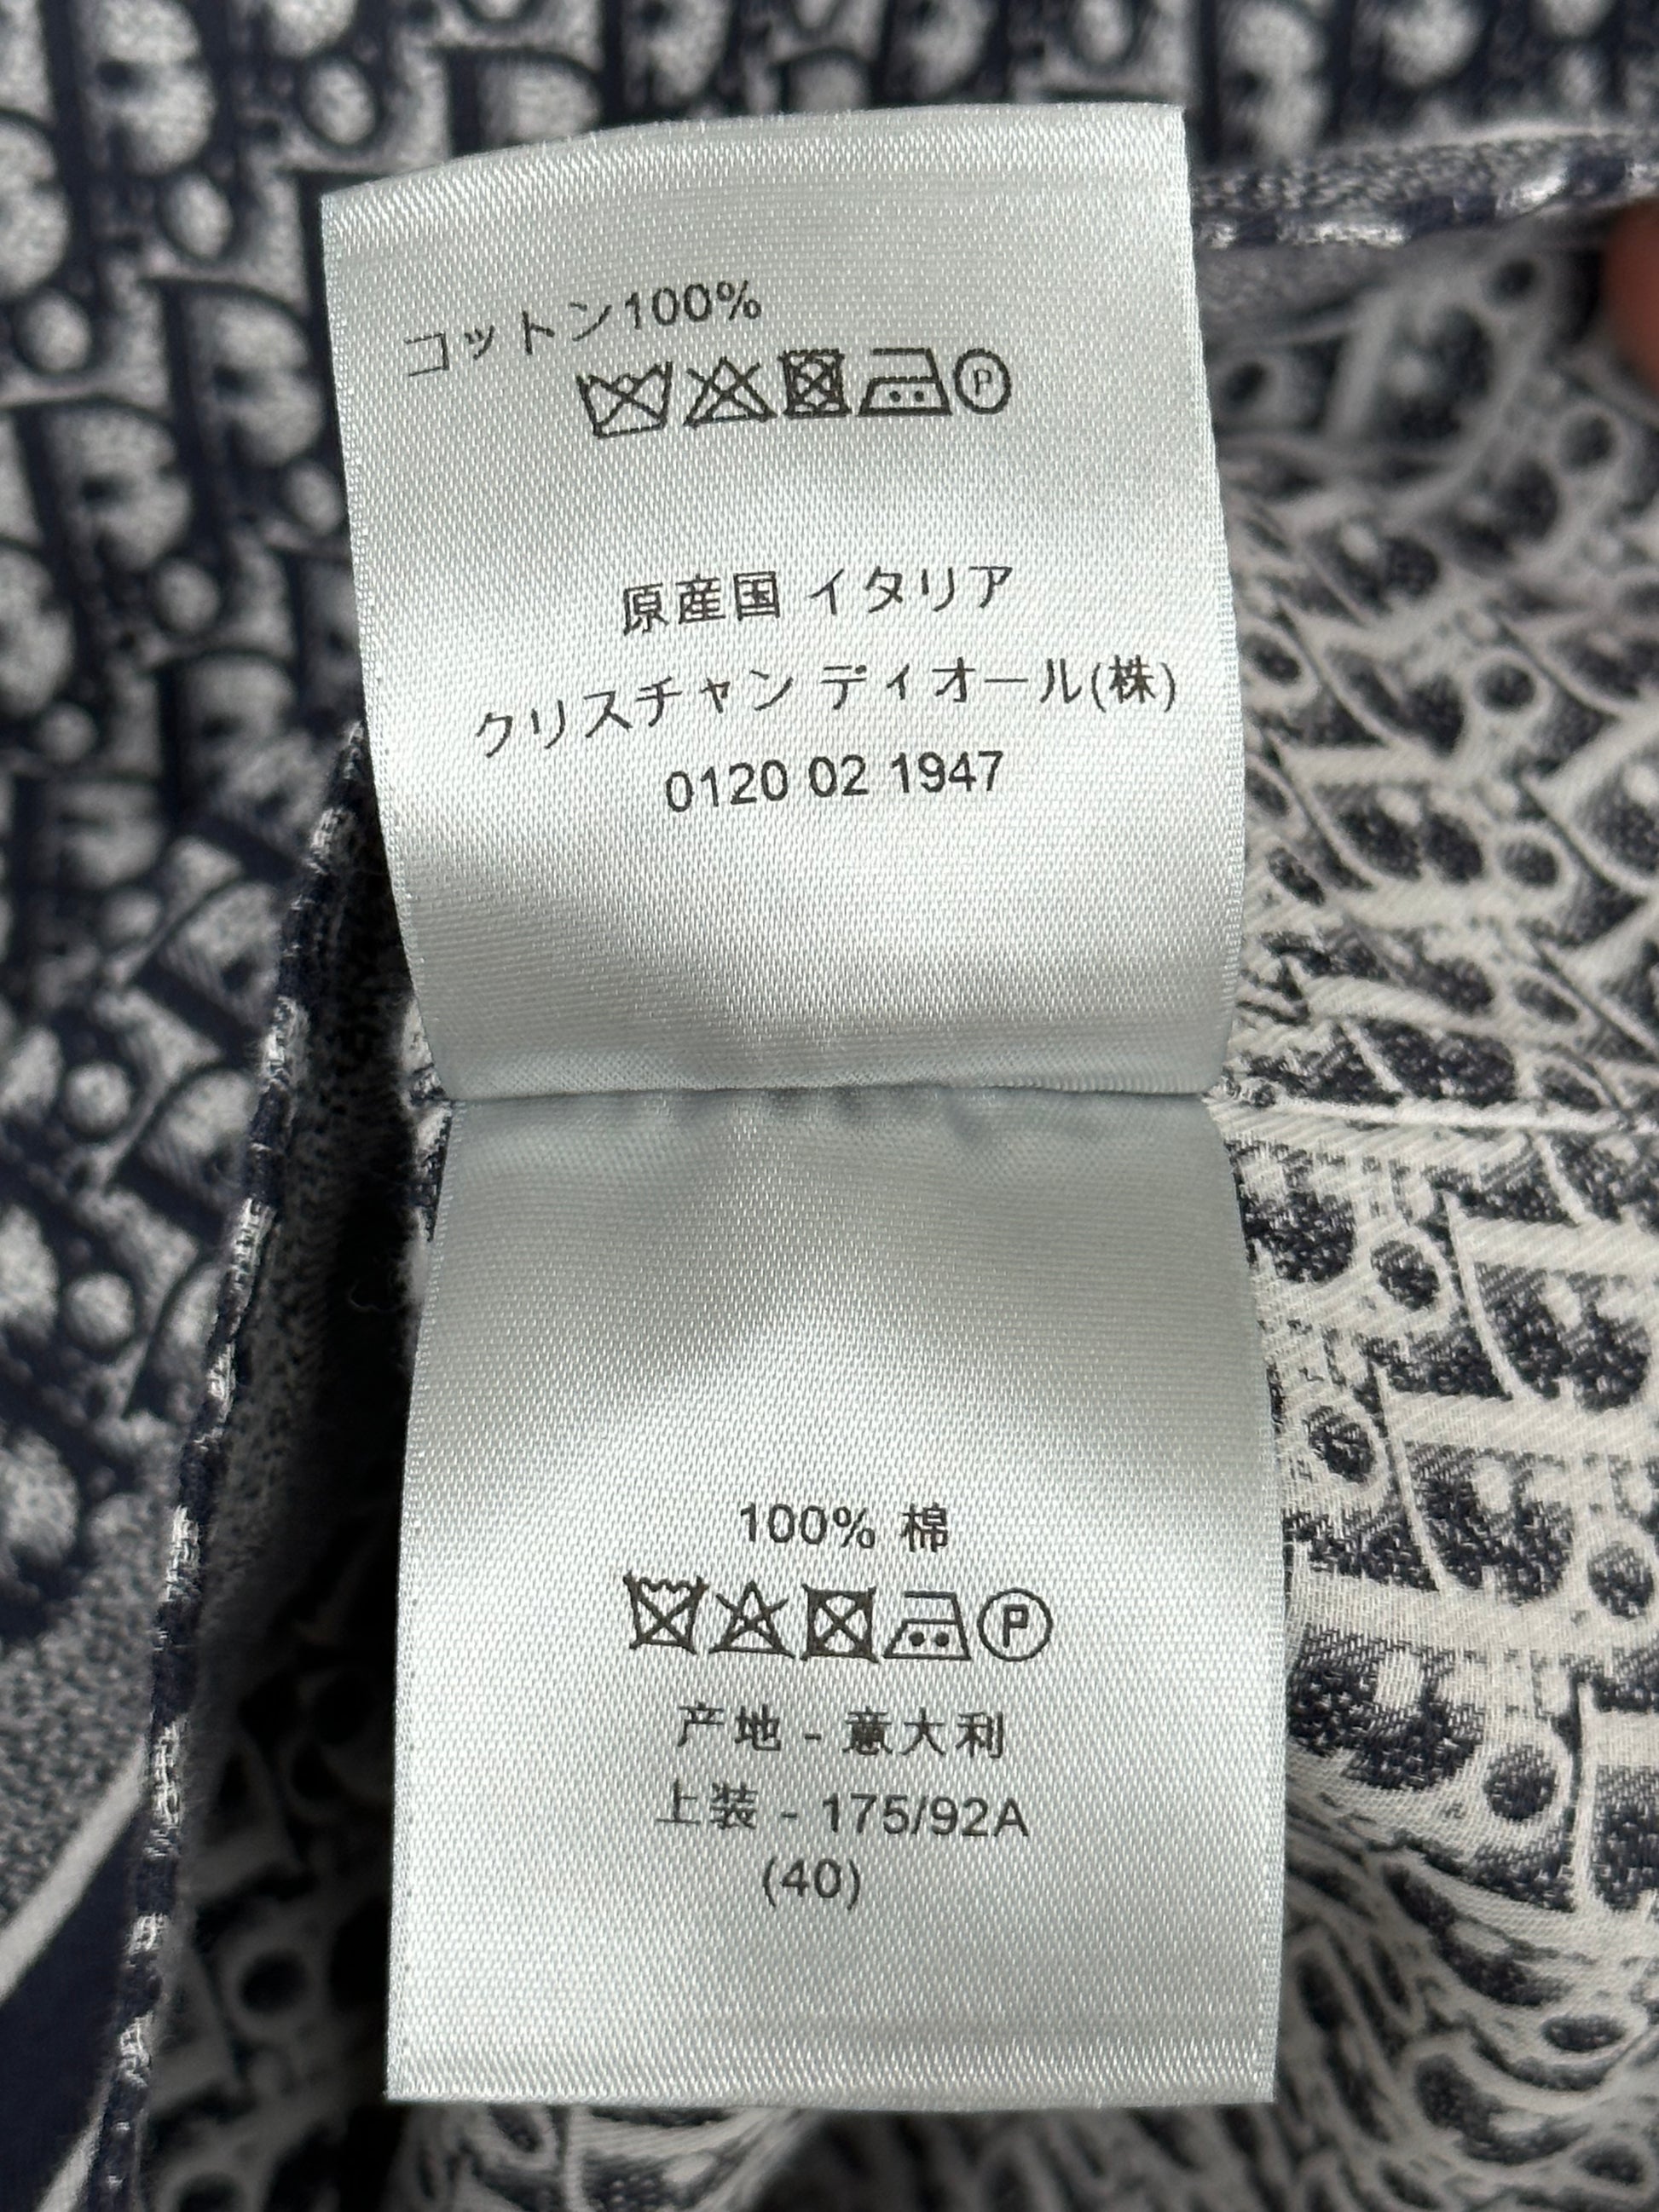 コットン100%
P
原産国 イタリア
クリスチャン ディオール(株)
0120 02 1947
100% 棉
P
产地 - 意大利
上装 - 175/92A
(40)